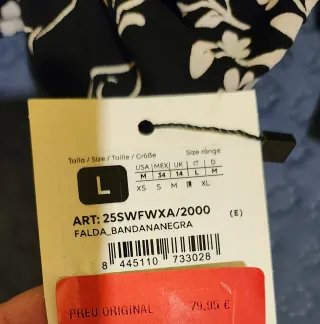 Talla / Size / Taille / Größe
Size range
L
USA MEX UK IT D
M 34 14 L M
XS S M L XL
ART: 25SWFWXA/2000 (E)
FALDA_BANDANANEGRA
8 445110 733028
PREU ORIGINAL 79,95 €